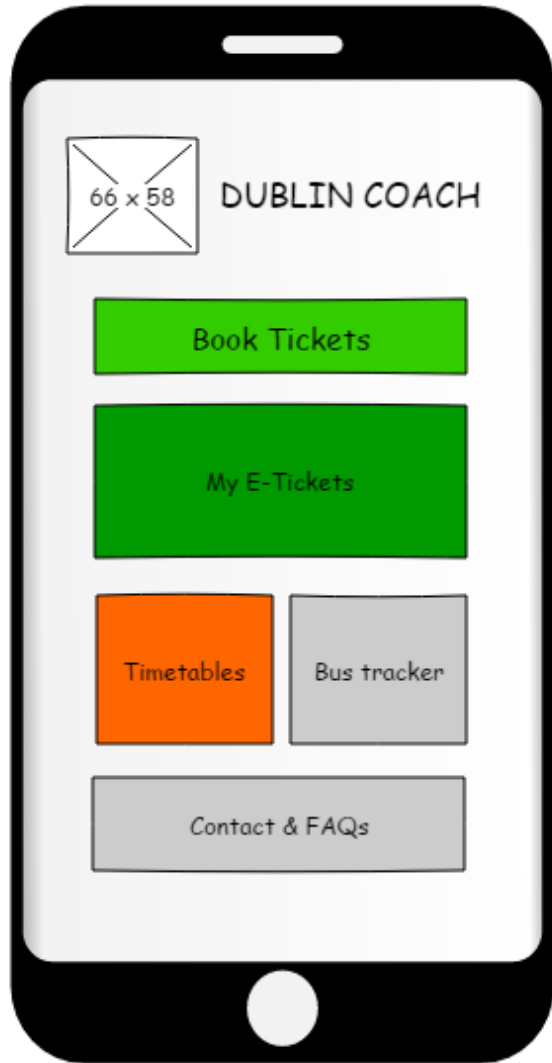 66 x 58
DUBLIN COACH
Book Tickets
My E-Tickets
Timetables
Bus tracker
Contact & FAQs